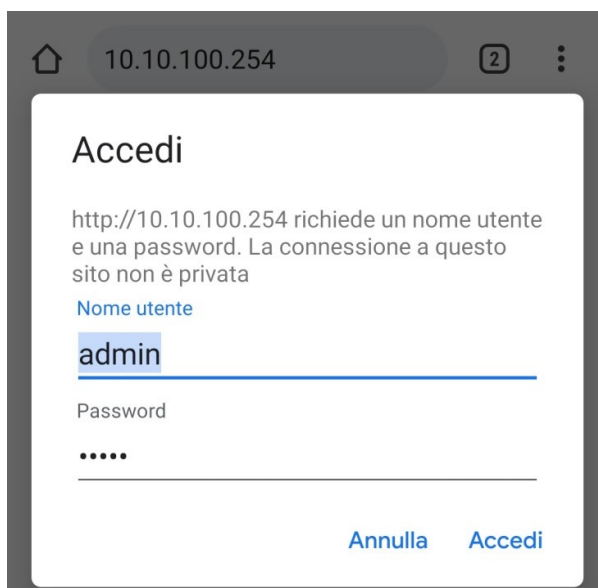 10.10.100.254
2
Accedi
http://10.10.100.254 richiede un nome utente
e una password. La connessione a questo
sito non è privata
Nome utente
admin
Password
•••••
Annulla Accedi